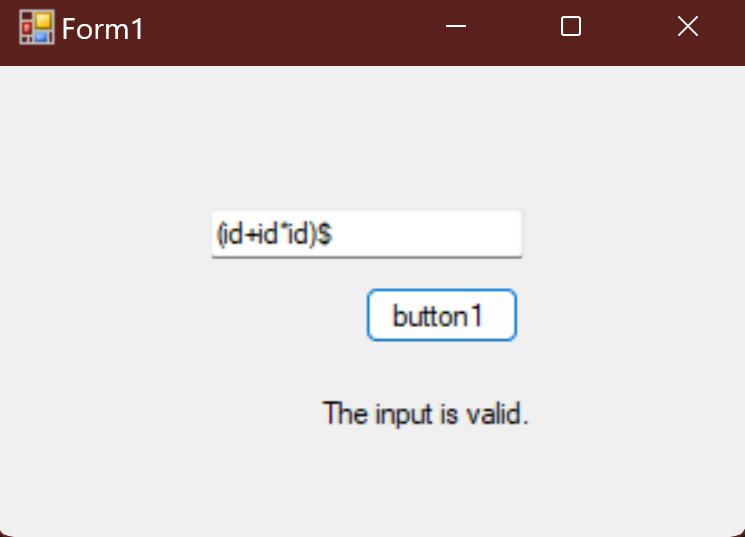 Form1
(id+id*id)$
button1
The input is valid.